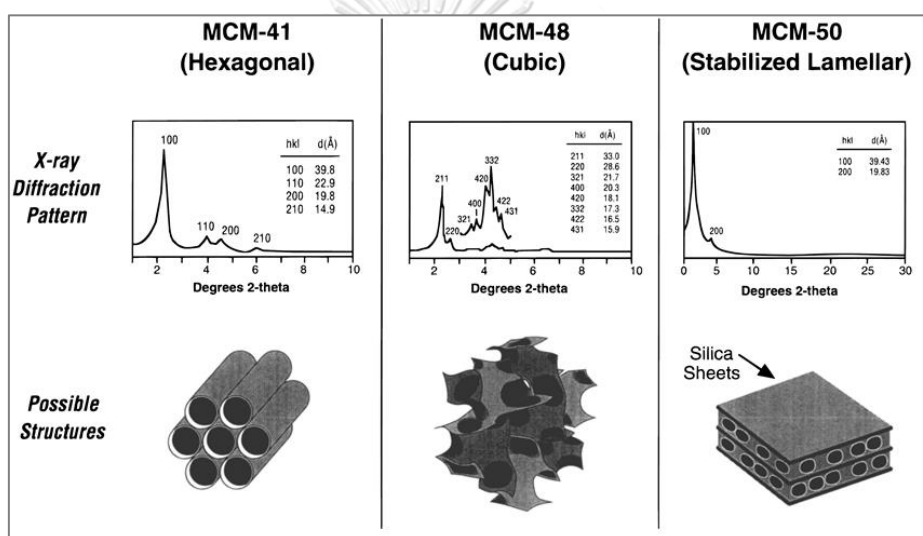 MCM-41
(Hexagonal)
MCM-48
(Cubic)
MCM-50
(Stabilized Lamellar)
X-ray
Diffraction
Pattern
100
110
200
210
hkl d(Å)
100 39.8
110 22.9
200 19.8
210 14.9
2 4 6 8 10
Degrees 2-theta
211
220
321
400
420
332
422
431
hkl d(Å)
211 33.0
220 28.6
321 21.7
400 20.3
420 18.1
332 17.3
422 16.5
431 15.9
2 4 6 8 10
Degrees 2-theta
100
200
hkl d(Å)
100 39.43
200 19.83
0 5 10 15 20 25 30
Degrees 2-theta
Possible
Structures
Silica
Sheets